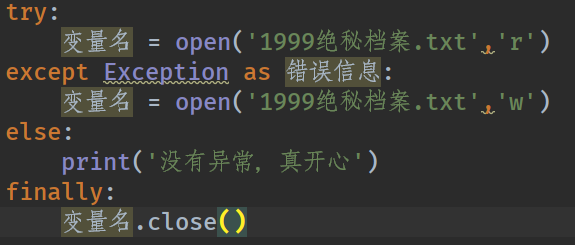 try:
    变量名 = open('1999绝秘档案.txt','r')
except Exception as 错误信息:
    变量名 = open('1999绝秘档案.txt','w')
else:
    print('没有异常，真开心')
finally:
    变量名.close()